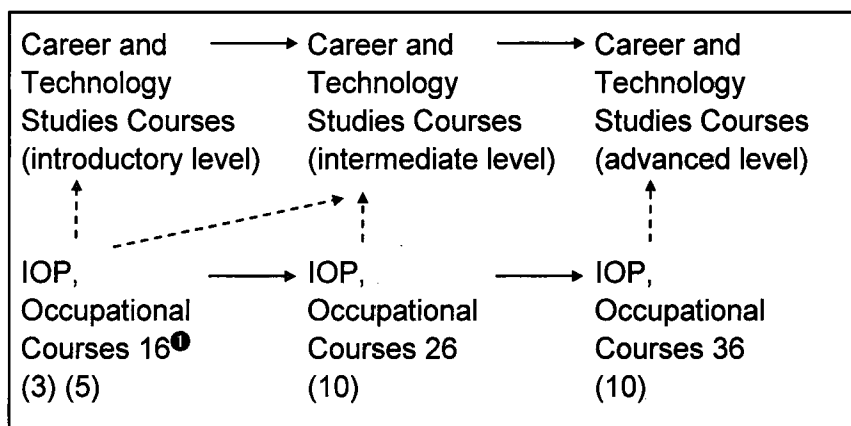 Career and
Technology
Studies Courses
(introductory level)
Career and
Technology
Studies Courses
(intermediate level)
Career and
Technology
Studies Courses
(advanced level)
IOP,
Occupational
Courses 16❶
(3) (5)
IOP,
Occupational
Courses 26
(10)
IOP,
Occupational
Courses 36
(10)